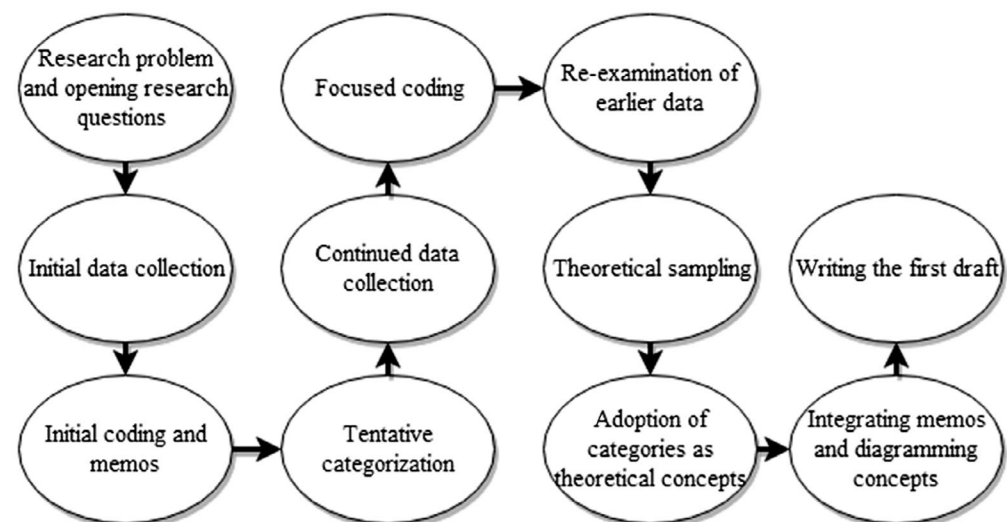 Research problem
and opening research
questions
Initial data collection
Initial coding and
memos
Tentative
categorization
Continued data
collection
Focused coding
Re-examination of
earlier data
Theoretical sampling
Adoption of
categories as
theoretical concepts
Integrating memos
and diagramming
concepts
Writing the first draft